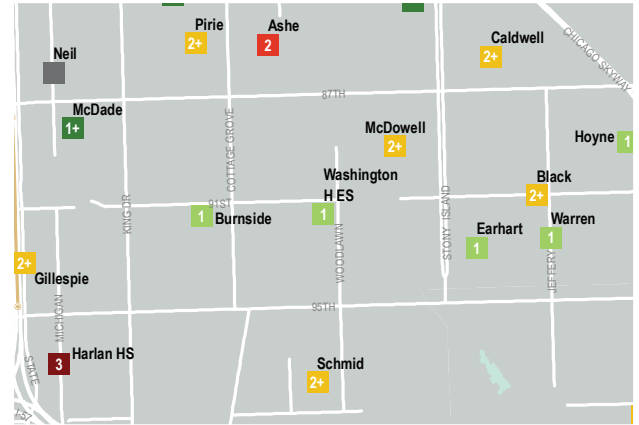 Pirie
2+
Ashe
2
Caldwell
2+
CHICAGO SKYWAY
Neil
87TH
McDade
1+
COTTAGE GROVE
McDowell
2+
Hoyne
1
Washington
H ES
1
Black
2+
KING DR
91ST
1
Burnside
STONY ISLAND
Earhart
1
Warren
1
WOODLAWN
JEFFERY
2+
Gillespie
MICHIGAN
95TH
STATE
3
Harlan HS
Schmid
2+
I-57